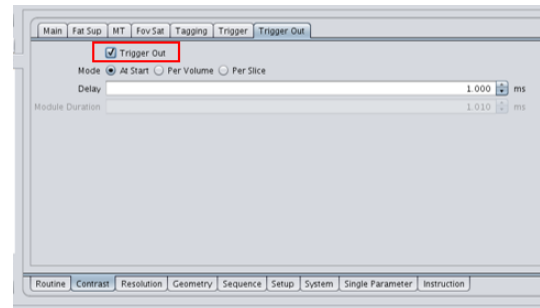 Main Fat Sup MT Fov Sat Tagging Trigger Trigger Out
Trigger Out
Mode At Start Per Volume Per Slice
Delay 1.000 ms
Module Duration 1.010 ms
Routine Contrast Resolution Geometry Sequence Setup System Single Parameter Instruction